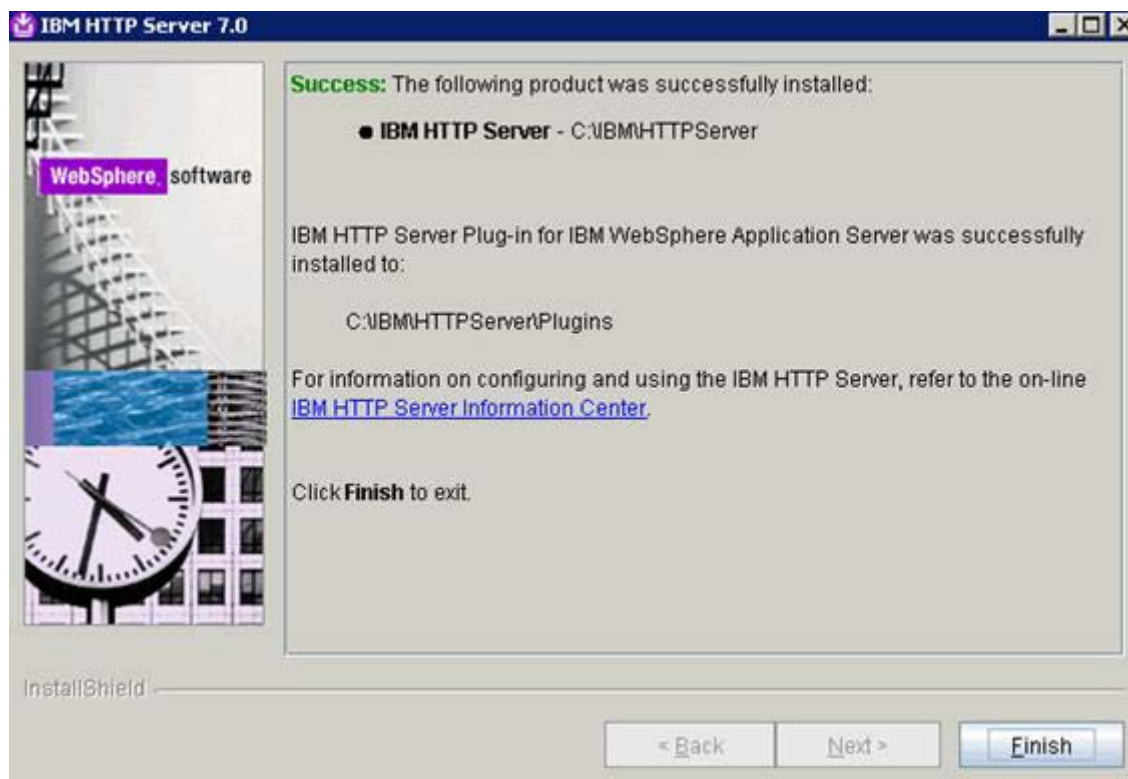 IBM HTTP Server 7.0
WebSphere. software
Success: The following product was successfully installed:
● IBM HTTP Server - C:\IBM\HTTPServer
IBM HTTP Server Plug-in for IBM WebSphere Application Server was successfully
installed to:
C:\IBM\HTTPServer\Plugins
For information on configuring and using the IBM HTTP Server, refer to the on-line
IBM HTTP Server Information Center.
Click Finish to exit.
InstallShield
< Back Next > Finish